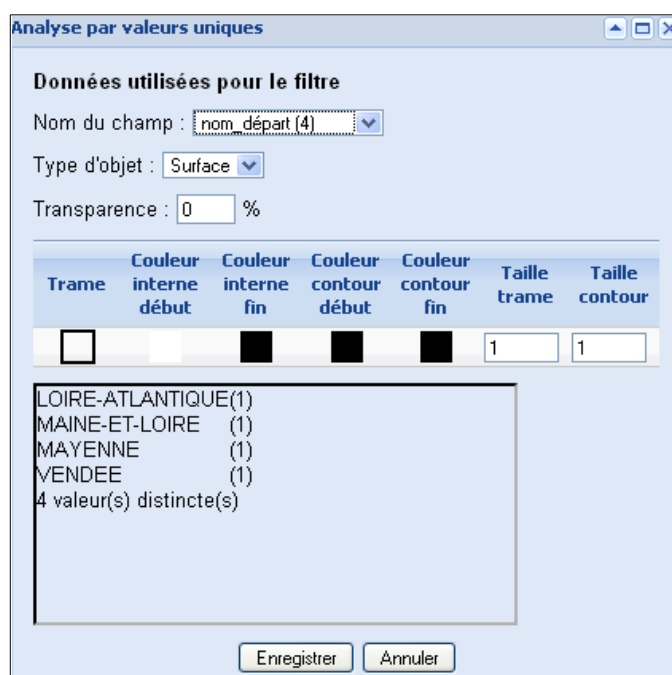 Analyse par valeurs uniques
Données utilisées pour le filtre
Nom du champ : nom_départ (4)
Type d'objet : Surface
Transparence : 0 %
Trame Couleur interne début Couleur interne fin Couleur contour début Couleur contour fin Taille trame Taille contour
1 1
LOIRE-ATLANTIQUE(1)
MAINE-ET-LOIRE (1)
MAYENNE (1)
VENDEE (1)
4 valeur(s) distincte(s)
Enregistrer Annuler